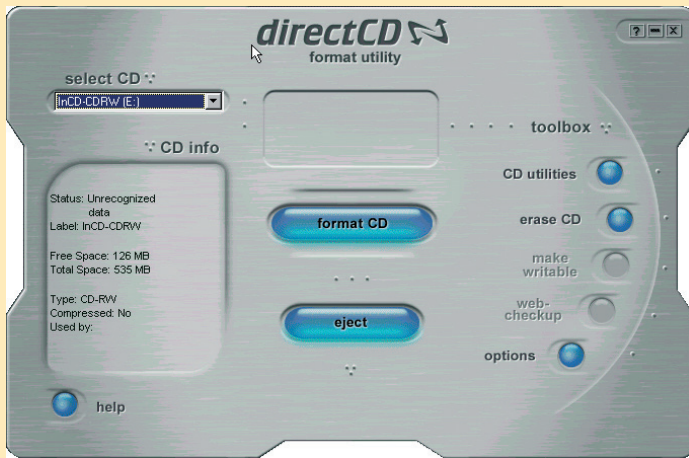 directCD
format utility
? – X
select CD
InCD-CDRW (E:)
toolbox
CD info
CD utilities
Status: Unrecognized
data
Label: InCD-CDRW
format CD
erase CD
Free Space: 126 MB
Total Space: 535 MB
make
writable
Type: CD-RW
Compressed: No
Used by:
web-
checkup
eject
options
help